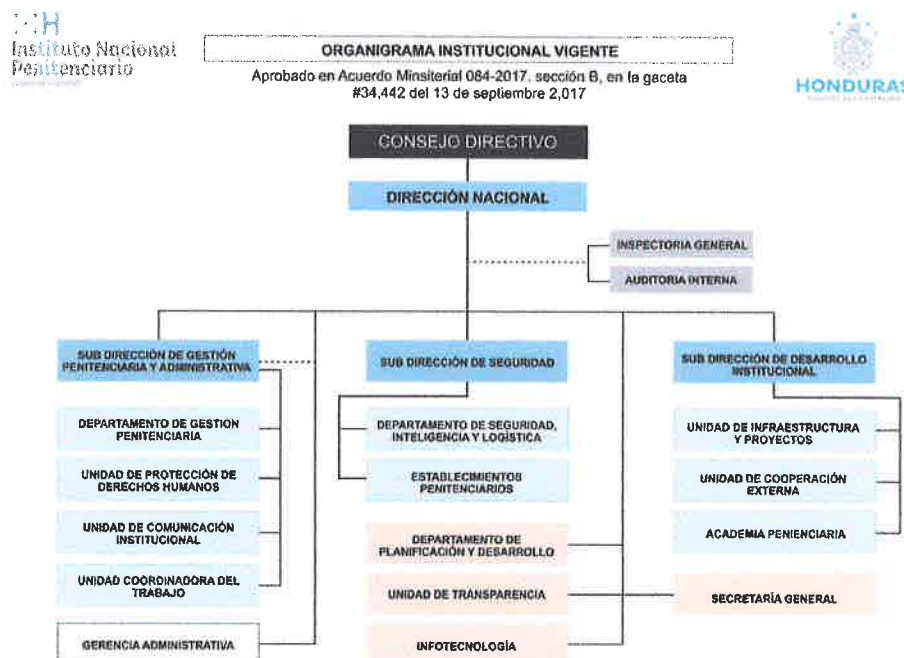 Instituto Nacional
Penitenciario
ORGANIGRAMA INSTITUCIONAL VIGENTE
Aprobado en Acuerdo Minsiterial 084-2017. sección B, en la gaceta
#34,442 del 13 de septiembre 2,017
HONDURAS
CONSEJO DIRECTIVO
DIRECCIÓN NACIONAL
INSPECTORIA GENERAL
AUDITORIA INTERNA
SUB DIRECCIÓN DE GESTIÓN
PENITENCIARIA Y ADMINISTRATIVA
SUB DIRECCIÓN DE SEGURIDAD
SUB DIRECCIÓN DE DESARROLLO
INSTITUCIONAL
DEPARTAMENTO DE GESTION
PENITENCIARIA
UNIDAD DE PROTECCIÓN DE
DERECHOS HUMANOS
UNIDAD DE COMUNICACIÓN
INSTITUCIONAL
UNIDAD COORDINADORA DEL
TRABAJO
GERENCIA ADMINISTRATIVA
DEPARTAMENTO DE SEGURIDAD,
INTELIGENCIA Y LOGÍSTICA
ESTABLECIMIENTOS
PENITENCIARIOS
DEPARTAMENTO DE
PLANIFICACIÓN Y DESARROLLO
UNIDAD DE TRANSPARENCIA
INFOTECNOLOGÍA
UNIDAD DE INFRAESTRUCTURA
Y PROYECTOS
UNIDAD DE COOPERACIÓN
EXTERNA
ACADEMIA PENIENCIARIA
SECRETARÍA GENERAL